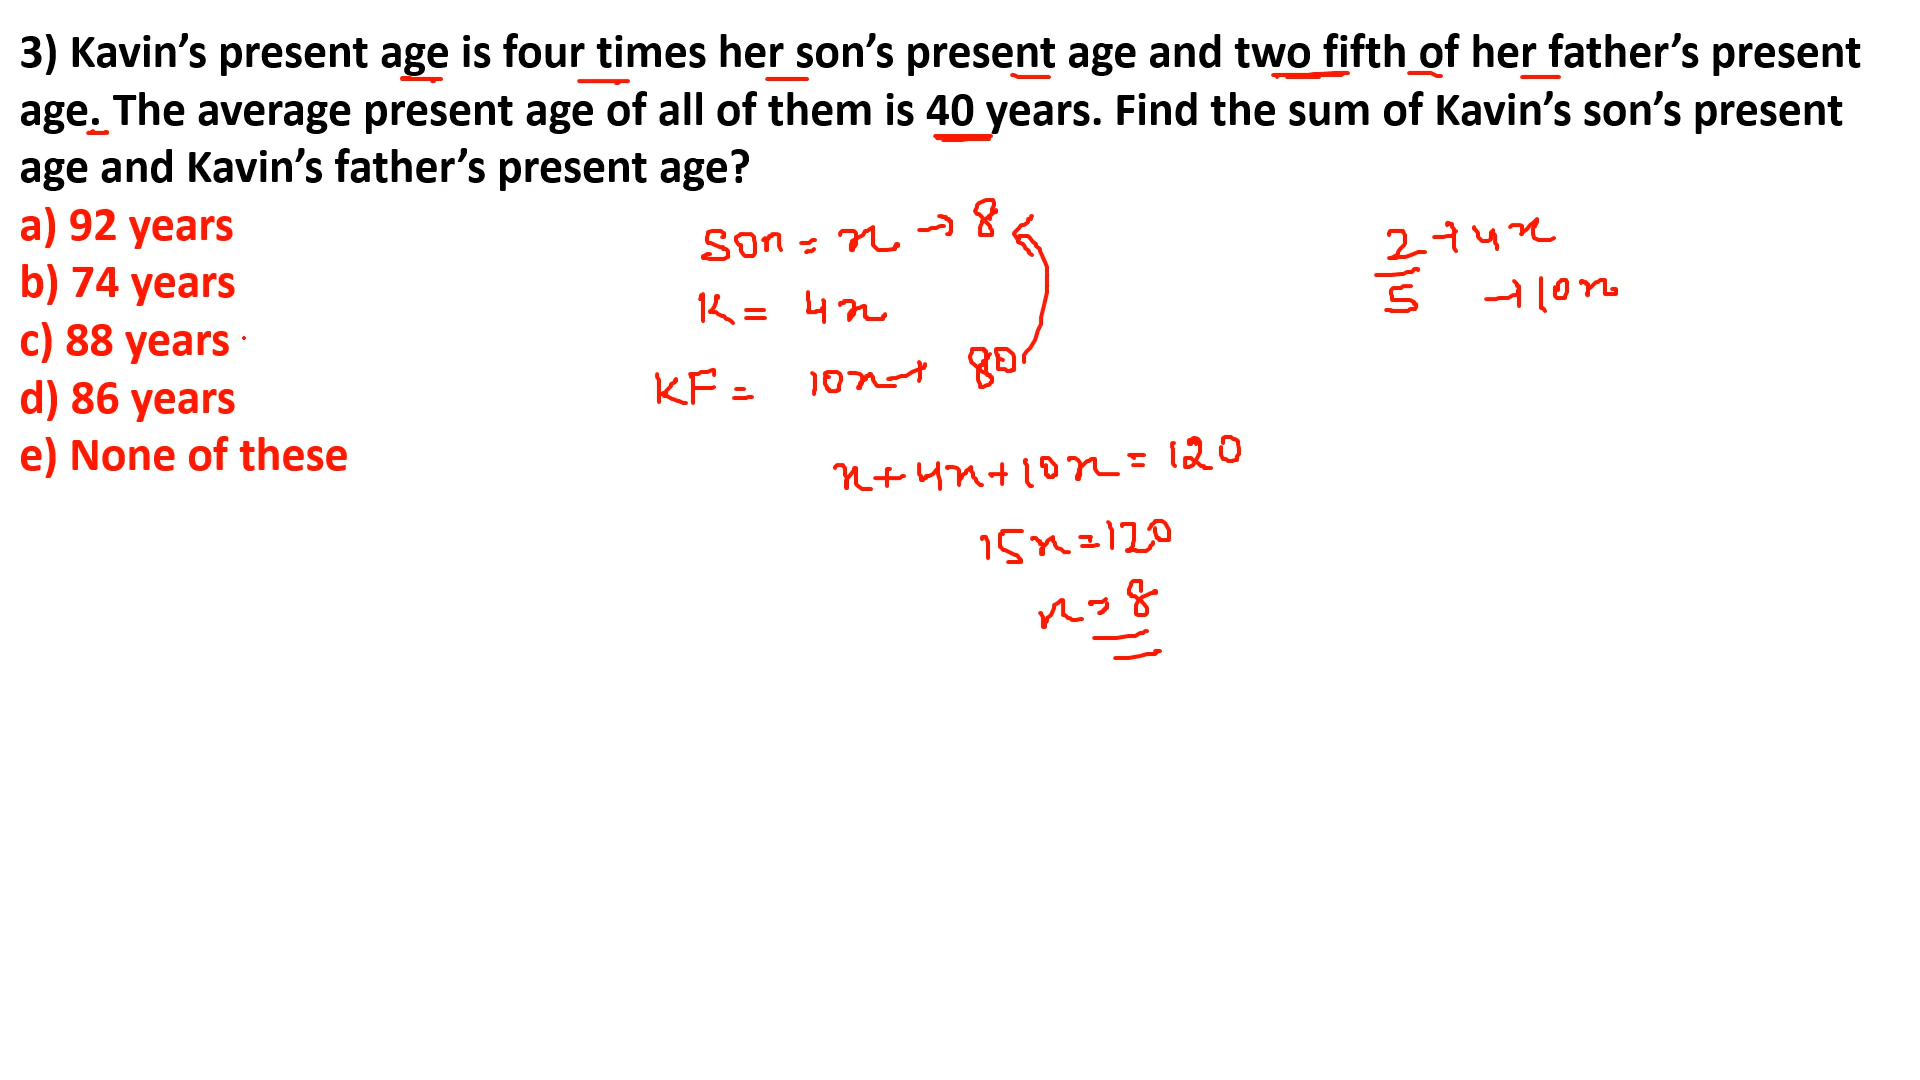 3) Kavin’s present age is four times her son’s present age and two fifth of her father’s present
age. The average present age of all of them is 40 years. Find the sum of Kavin’s son’s present
age and Kavin’s father’s present age?
a) 92 years
b) 74 years
c) 88 years
d) 86 years
e) None of these
son = x → 8
K = 4x
KF = 10x → 80
2/5 → 4x
→ 10x
x+4x+10x = 120
15x = 120
x = 8